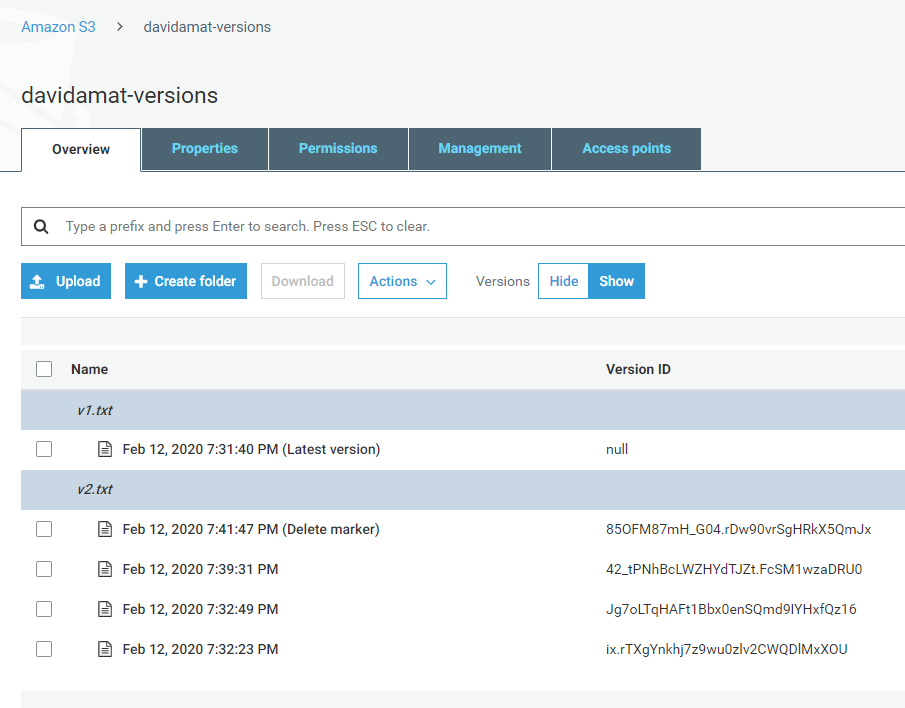 Amazon S3 > davidamat-versions
davidamat-versions
Overview Properties Permissions Management Access points
Type a prefix and press Enter to search. Press ESC to clear.
Upload + Create folder Download Actions Versions Hide Show
Name Version ID
v1.txt
Feb 12, 2020 7:31:40 PM (Latest version) null
v2.txt
Feb 12, 2020 7:41:47 PM (Delete marker) 85OFM87mH_G04.rDw90vrSgHRkX5QmJx
Feb 12, 2020 7:39:31 PM 42_tPNhBcLWZHYdTJZt.FcSM1wzaDRU0
Feb 12, 2020 7:32:49 PM Jg7oLTqHAFt1Bbx0enSQmd9IYHxfQz16
Feb 12, 2020 7:32:23 PM ix.rTXgYnkhj7z9wu0zlv2CWQDlMxXOU